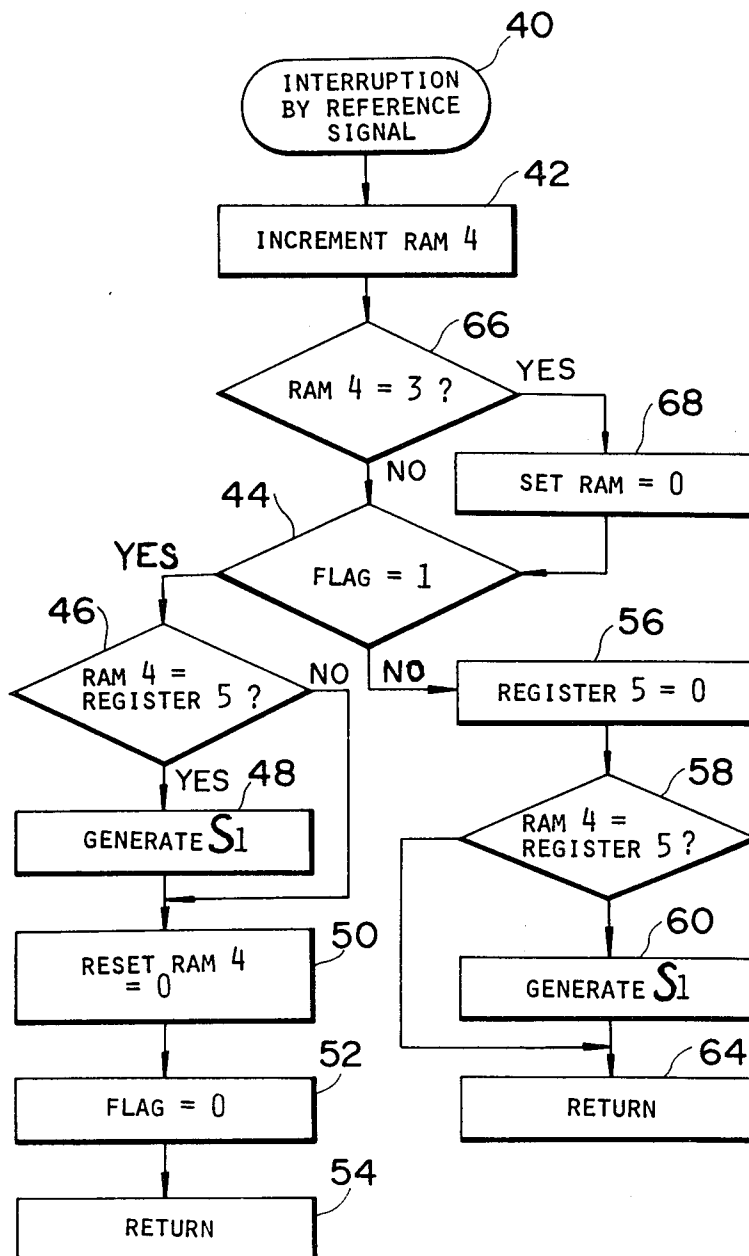 40
INTERRUPTION
BY REFERENCE
SIGNAL
42
INCREMENT RAM 4
66
RAM 4 = 3 ?
YES
68
NO
SET RAM = 0
44
YES
FLAG = 1
46
56
RAM 4 =
REGISTER 5 ?
NO
NO
REGISTER 5 = 0
YES
48
58
GENERATE S1
RAM 4 =
REGISTER 5 ?
50
60
RESET RAM 4
= 0
GENERATE S1
52
64
FLAG = 0
RETURN
54
RETURN